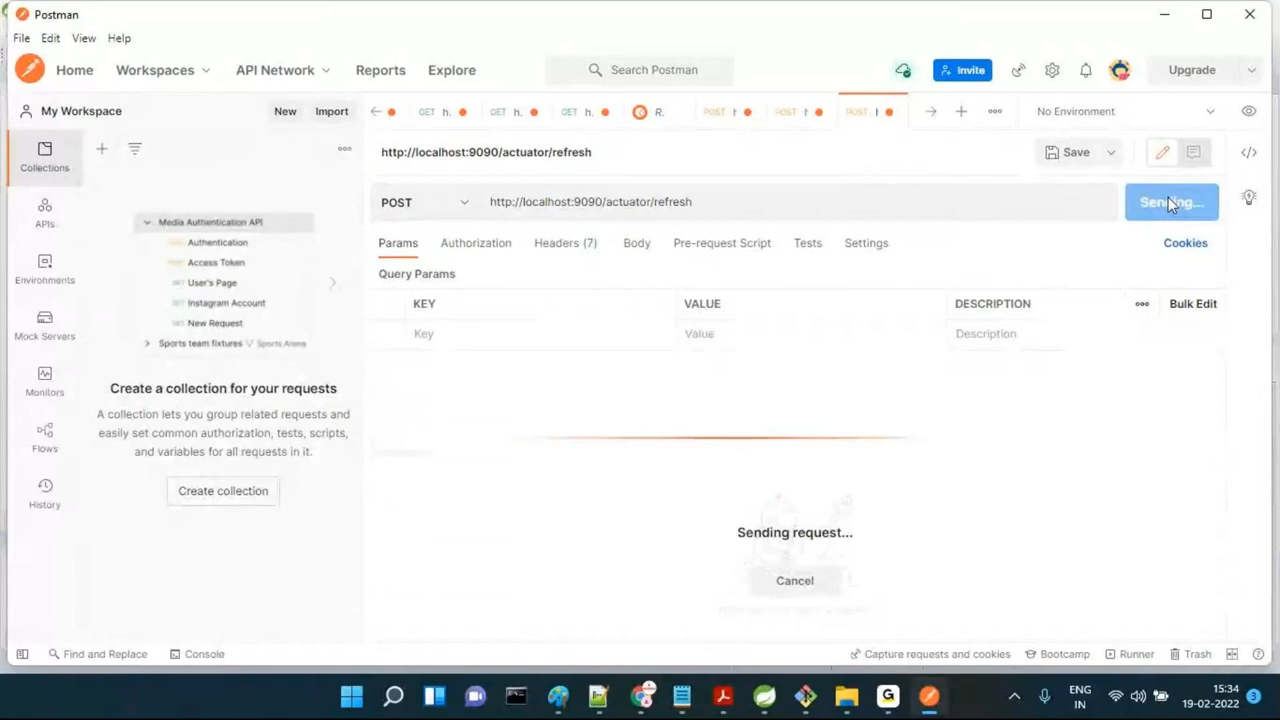 Postman
File Edit View Help
Home Workspaces API Network Reports Explore Search Postman Invite Upgrade
My Workspace New Import GET h. GET h. GET h. R. POST POST POST No Environment
Collections
APIs
Environments
Mock Servers
Monitors
Flows
History
Media Authentication API
Authentication
Access Token
User's Page
Instagram Account
New Request
Sports team fixtures Sports Arena
Create a collection for your requests
A collection lets you group related requests and
easily set common authorization, tests, scripts,
and variables for all requests in it.
Create collection
http://localhost:9090/actuator/refresh Save
POST http://localhost:9090/actuator/refresh Sending...
Params Authorization Headers (7) Body Pre-request Script Tests Settings Cookies
Query Params
KEY VALUE DESCRIPTION Bulk Edit
Key Value Description
Sending request...
Cancel
Find and Replace Console Capture requests and cookies Bootcamp Runner Trash
ENG 15:34
IN 19-02-2022 3